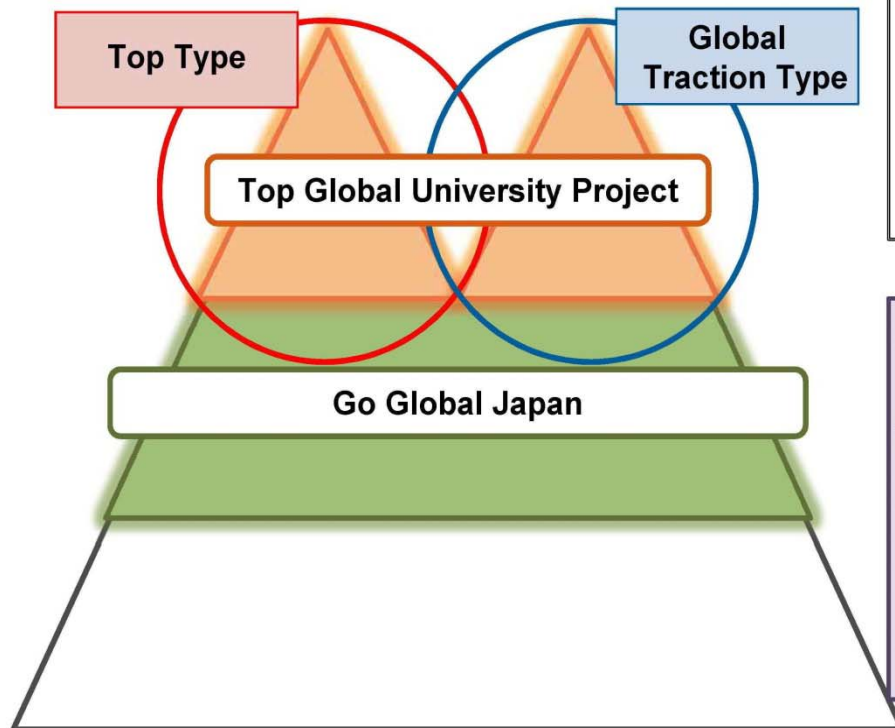 Top Type
Global
Traction Type
Top Global University Project
Go Global Japan